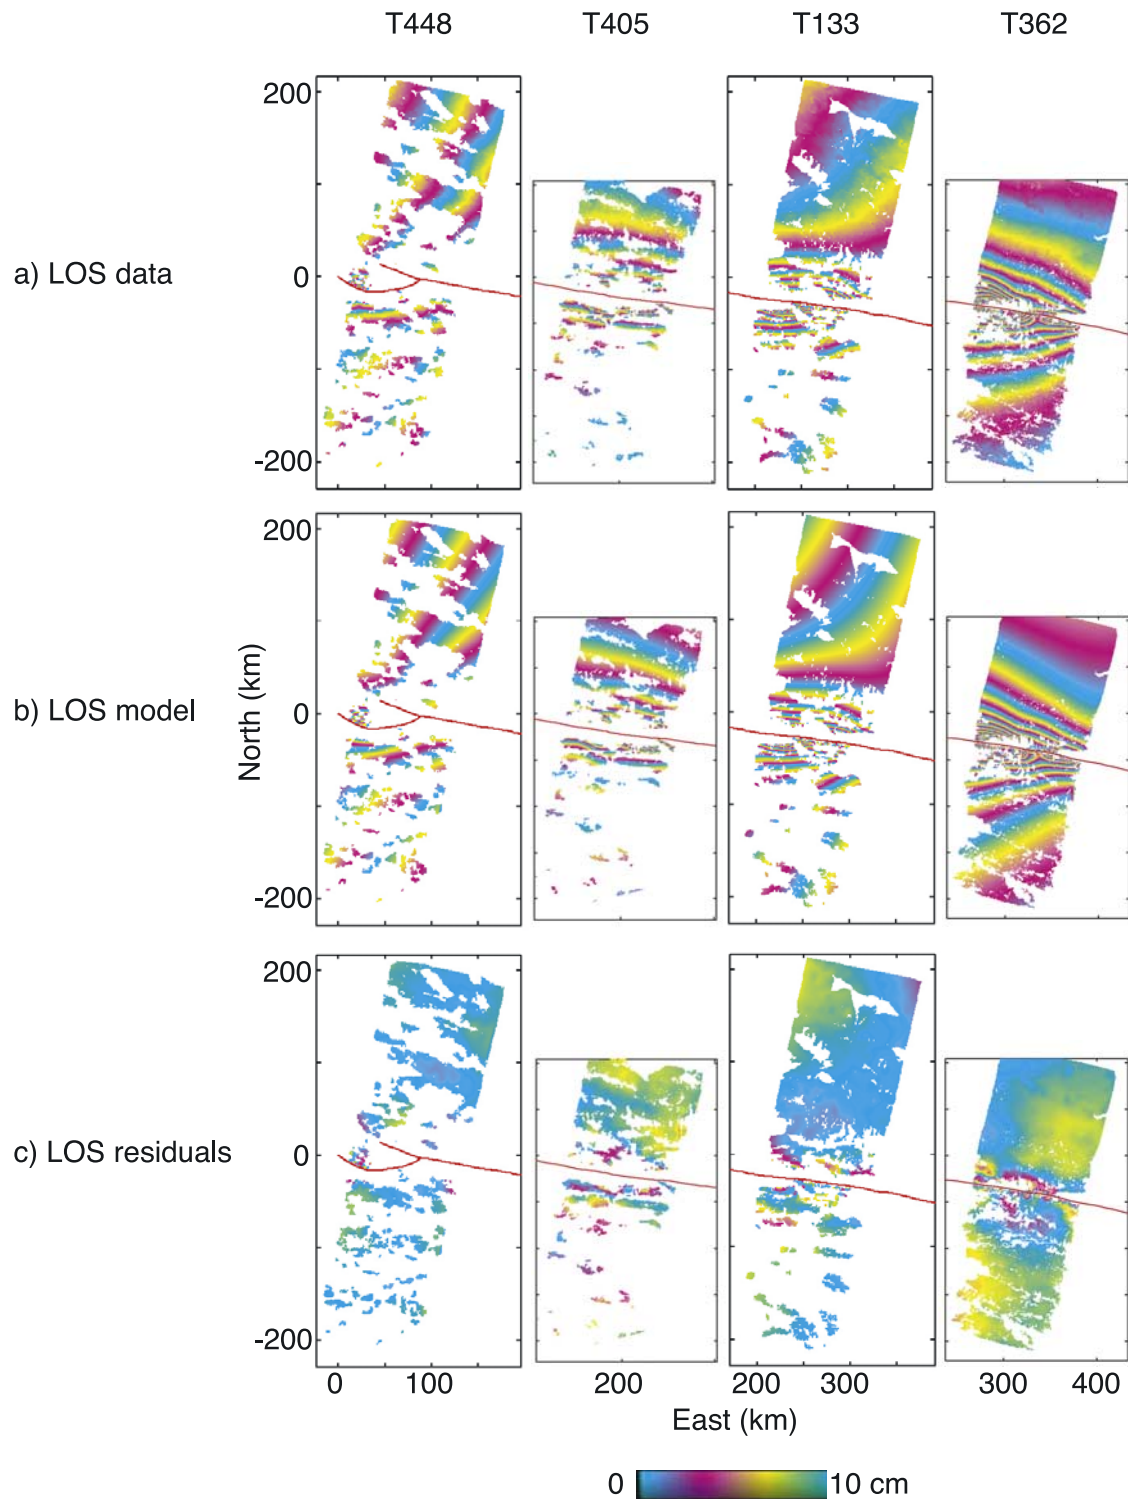 T448 T405 T133 T362
200
a) LOS data
0
-200
200
b) LOS model
North (km)
0
-200
200
c) LOS residuals
0
-200
0 100 200 200 300 300 400
East (km)
0 10 cm